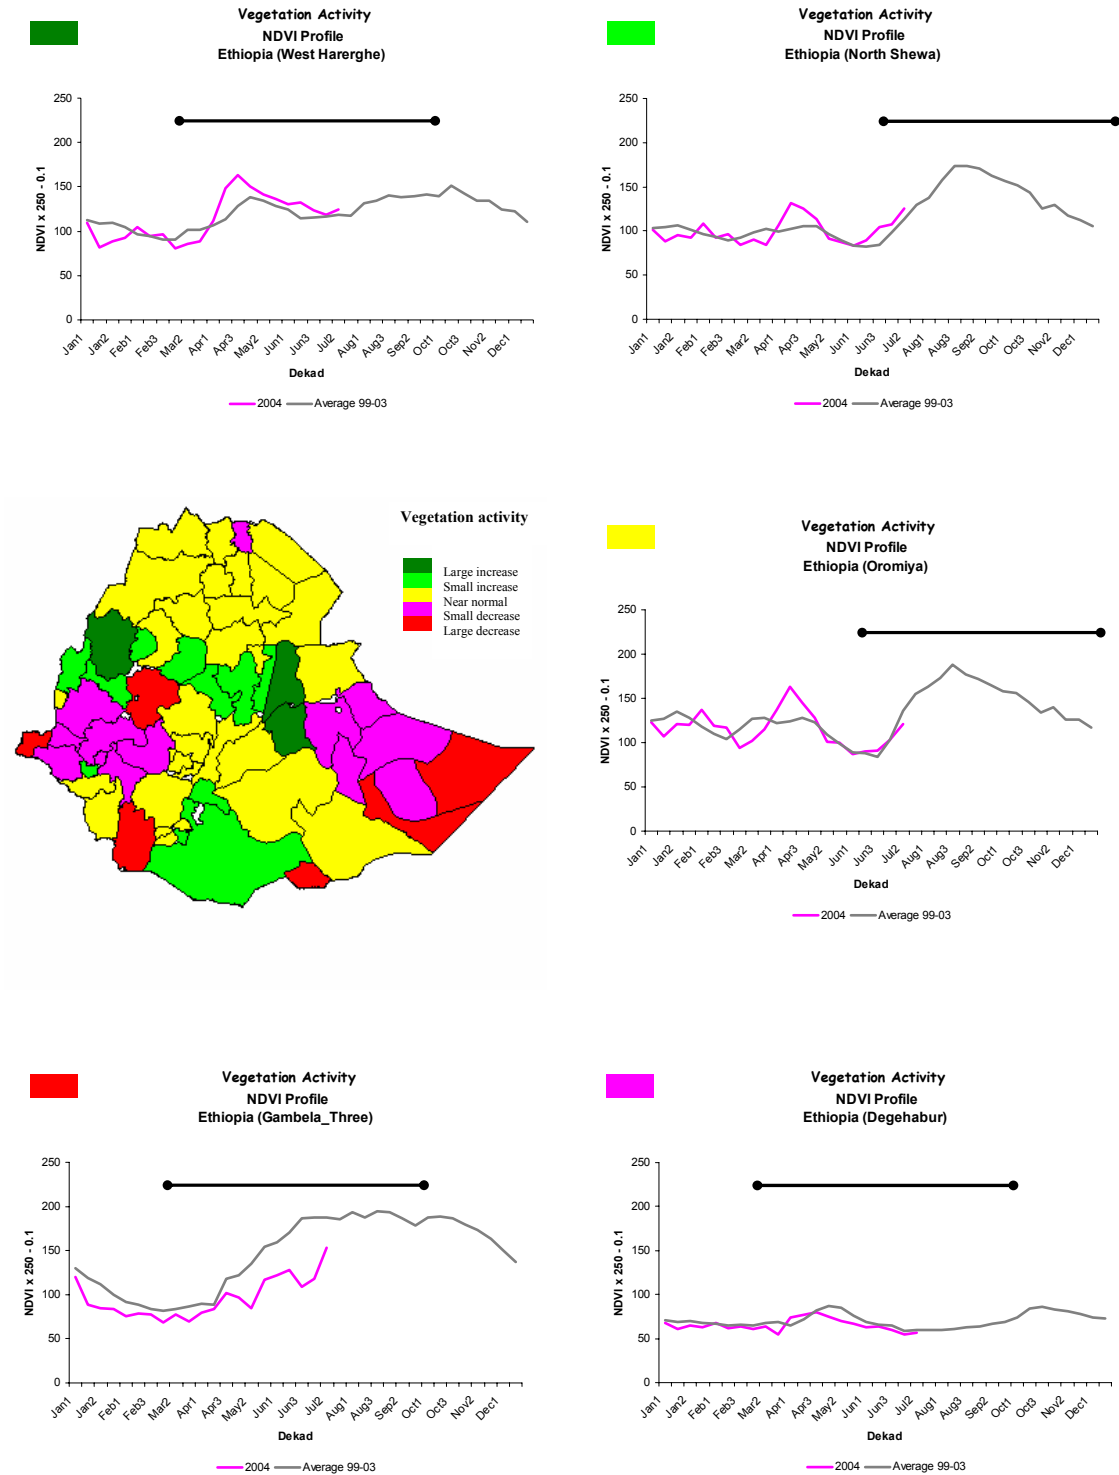 Vegetation Activity
NDVI Profile
Ethiopia (West Harerghe)
NDVI x 250 - 0.1
250
200
150
100
50
0
Jan1 Jan2 Feb1 Feb3 Mar2 Apr1 Apr3 May2 Jun1 Jun3 Jul2 Aug1 Aug3 Sep2 Oct1 Oct3 Nov2 Dec1
Dekad
2004 Average 99-03
Vegetation Activity
NDVI Profile
Ethiopia (North Shewa)
NDVI x 250 - 0.1
250
200
150
100
50
0
Jan1 Jan2 Feb1 Feb3 Mar2 Apr1 Apr3 May2 Jun1 Jun3 Jul2 Aug1 Aug3 Sep2 Oct1 Oct3 Nov2 Dec1
Dekad
2004 Average 99-03
Vegetation activity
Large increase
Small increase
Near normal
Small decrease
Large decrease
Vegetation Activity
NDVI Profile
Ethiopia (Oromiya)
NDVI x 250 - 0.1
250
200
150
100
50
0
Jan1 Jan2 Feb1 Feb3 Mar2 Apr1 Apr3 May2 Jun1 Jun3 Jul2 Aug1 Aug3 Sep2 Oct1 Oct3 Nov2 Dec1
Dekad
2004 Average 99-03
Vegetation Activity
NDVI Profile
Ethiopia (Gambela_Three)
NDVI x 250 - 0.1
250
200
150
100
50
0
Jan1 Jan2 Feb1 Feb3 Mar2 Apr1 Apr3 May2 Jun1 Jun3 Jul2 Aug1 Aug3 Sep2 Oct1 Oct3 Nov2 Dec1
Dekad
2004 Average 99-03
Vegetation Activity
NDVI Profile
Ethiopia (Degehabur)
NDVI x 250 - 0.1
250
200
150
100
50
0
Jan1 Jan2 Feb1 Feb3 Mar2 Apr1 Apr3 May2 Jun1 Jun3 Jul2 Aug1 Aug3 Sep2 Oct1 Oct3 Nov2 Dec1
Dekad
2004 Average 99-03